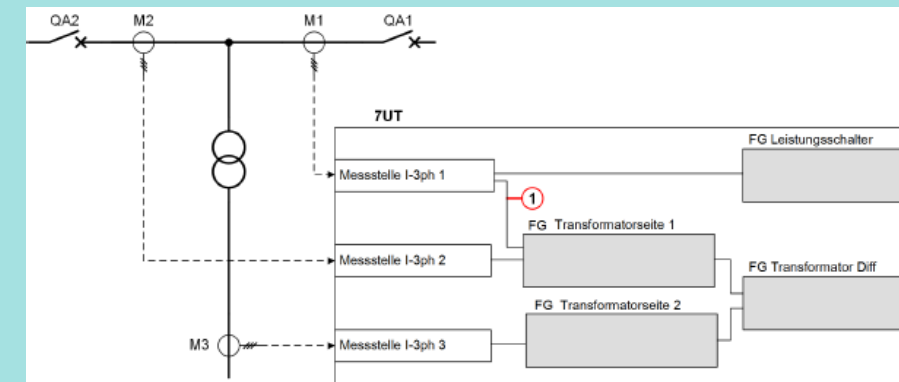 QA2
M2
M1
QA1
7UT
FG Leistungsschalter
Messstelle I-3ph 1
1
FG Transformatorseite 1
Messstelle I-3ph 2
FG Transformator Diff
FG Transformatorseite 2
M3
Messstelle I-3ph 3